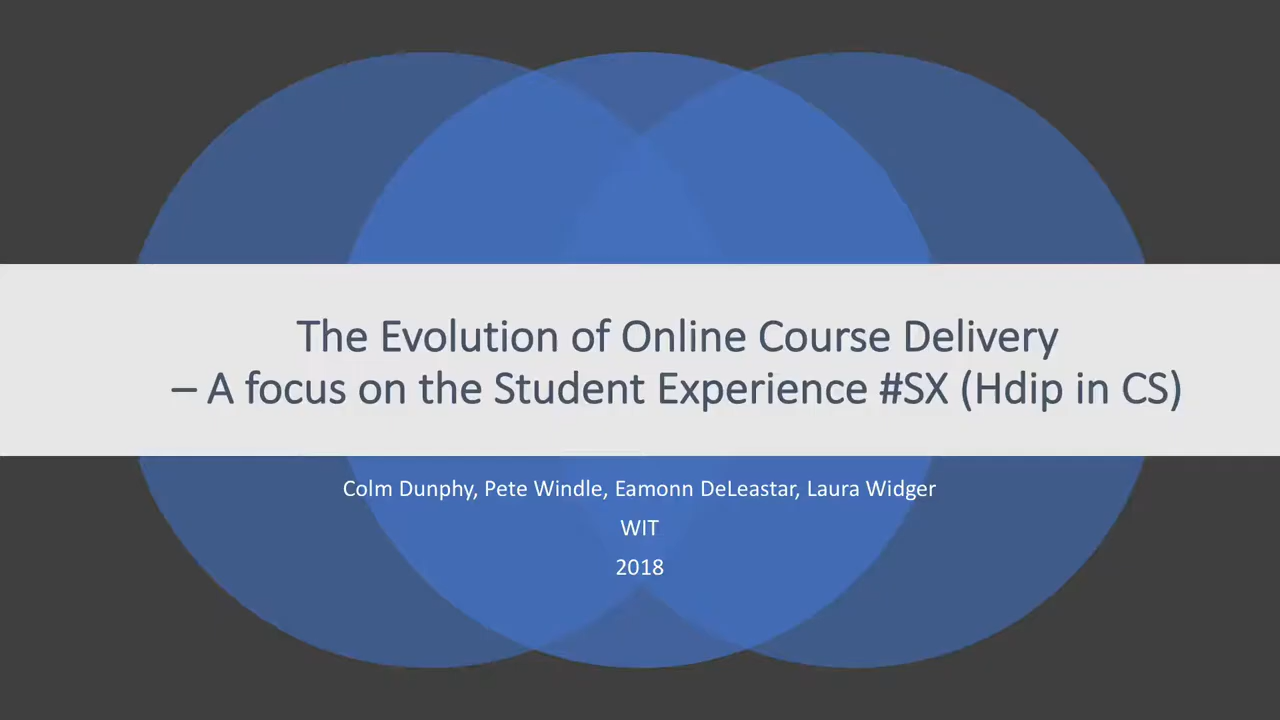 The Evolution of Online Course Delivery
– A focus on the Student Experience #SX (Hdip in CS)
Colm Dunphy, Pete Windle, Eamonn DeLeastar, Laura Widger
WIT
2018